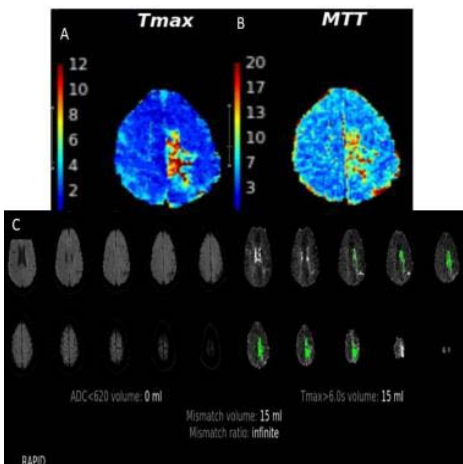 Tmax
MTT
A
B
12
10
8
6
4
2
20
17
13
10
7
3
C
ADC<620 volume: 0 ml
Tmax>6.0s volume: 15 ml
Mismatch volume: 15 ml
Mismatch ratio: infinite
RAPID